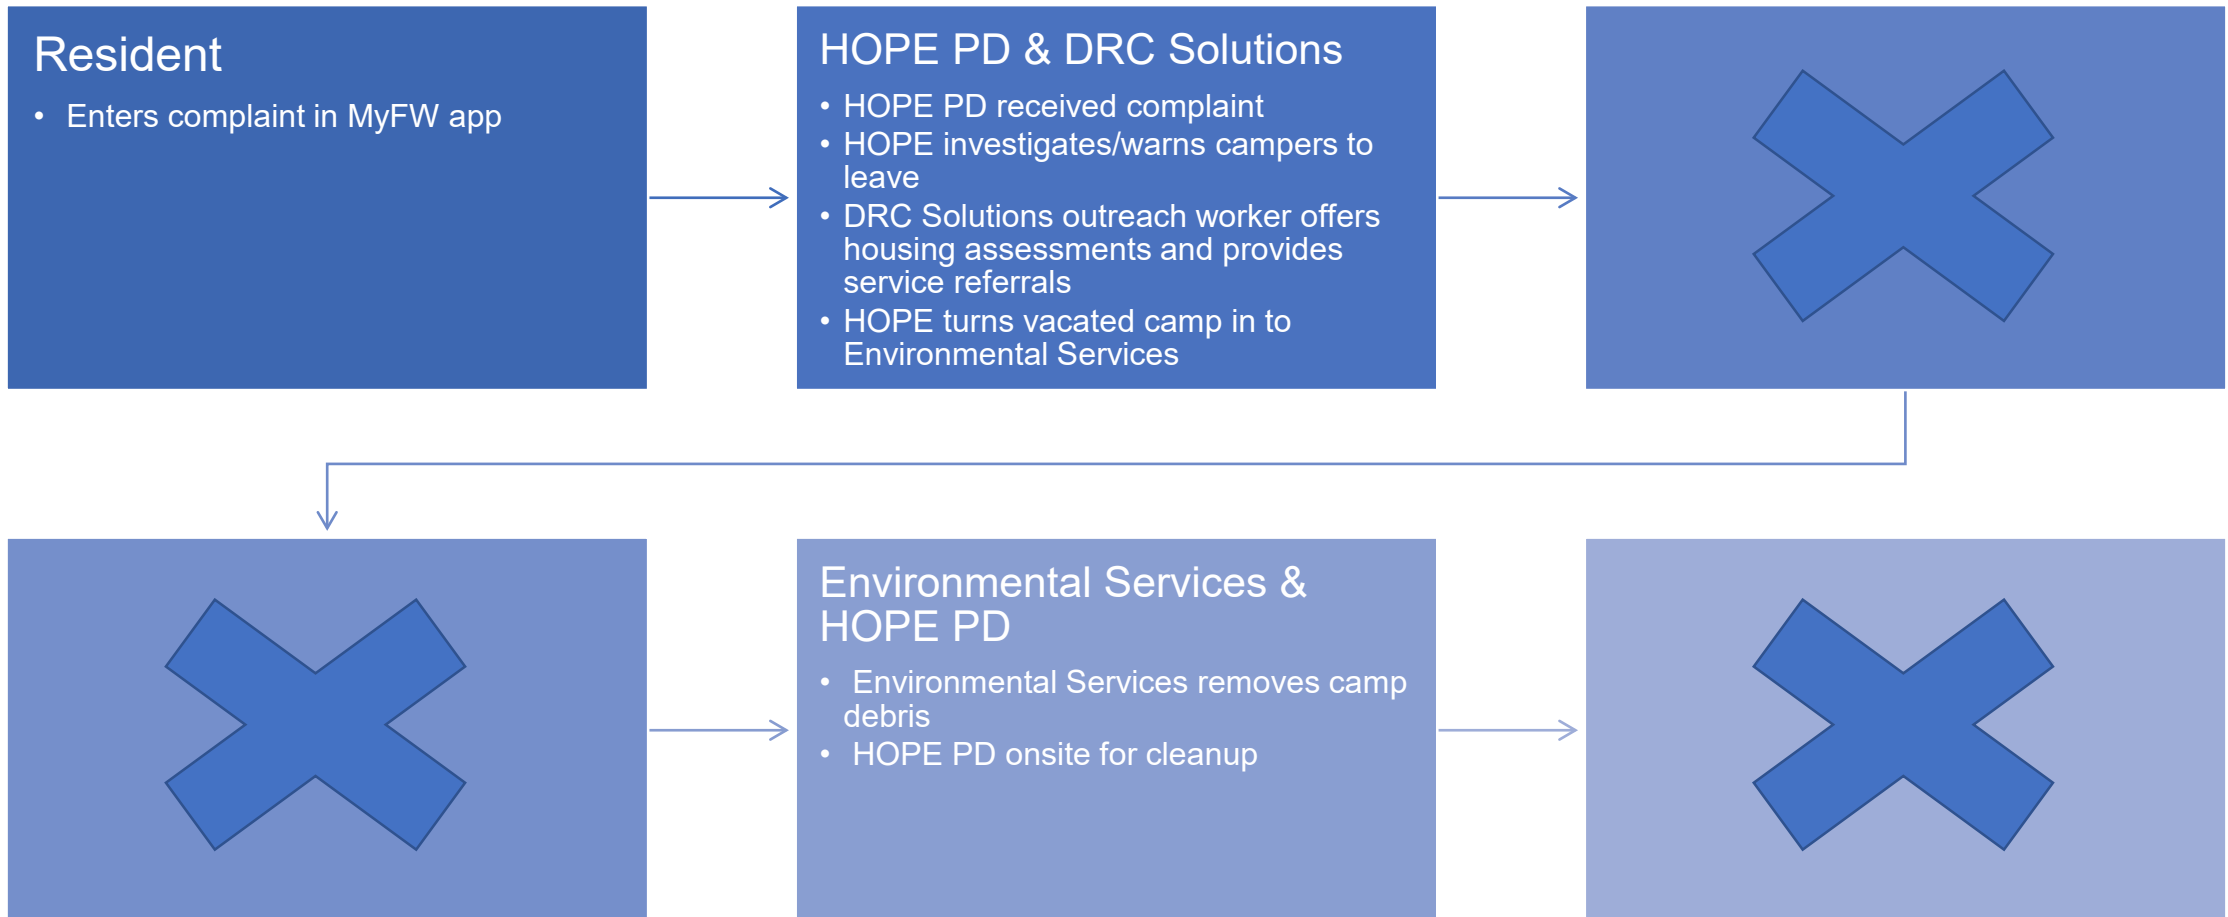 Resident
• Enters complaint in MyFW app
HOPE PD & DRC Solutions
• HOPE PD received complaint
• HOPE investigates/warns campers to
leave
• DRC Solutions outreach worker offers
housing assessments and provides
service referrals
• HOPE turns vacated camp in to
Environmental Services
Environmental Services &
HOPE PD
• Environmental Services removes camp
debris
• HOPE PD onsite for cleanup